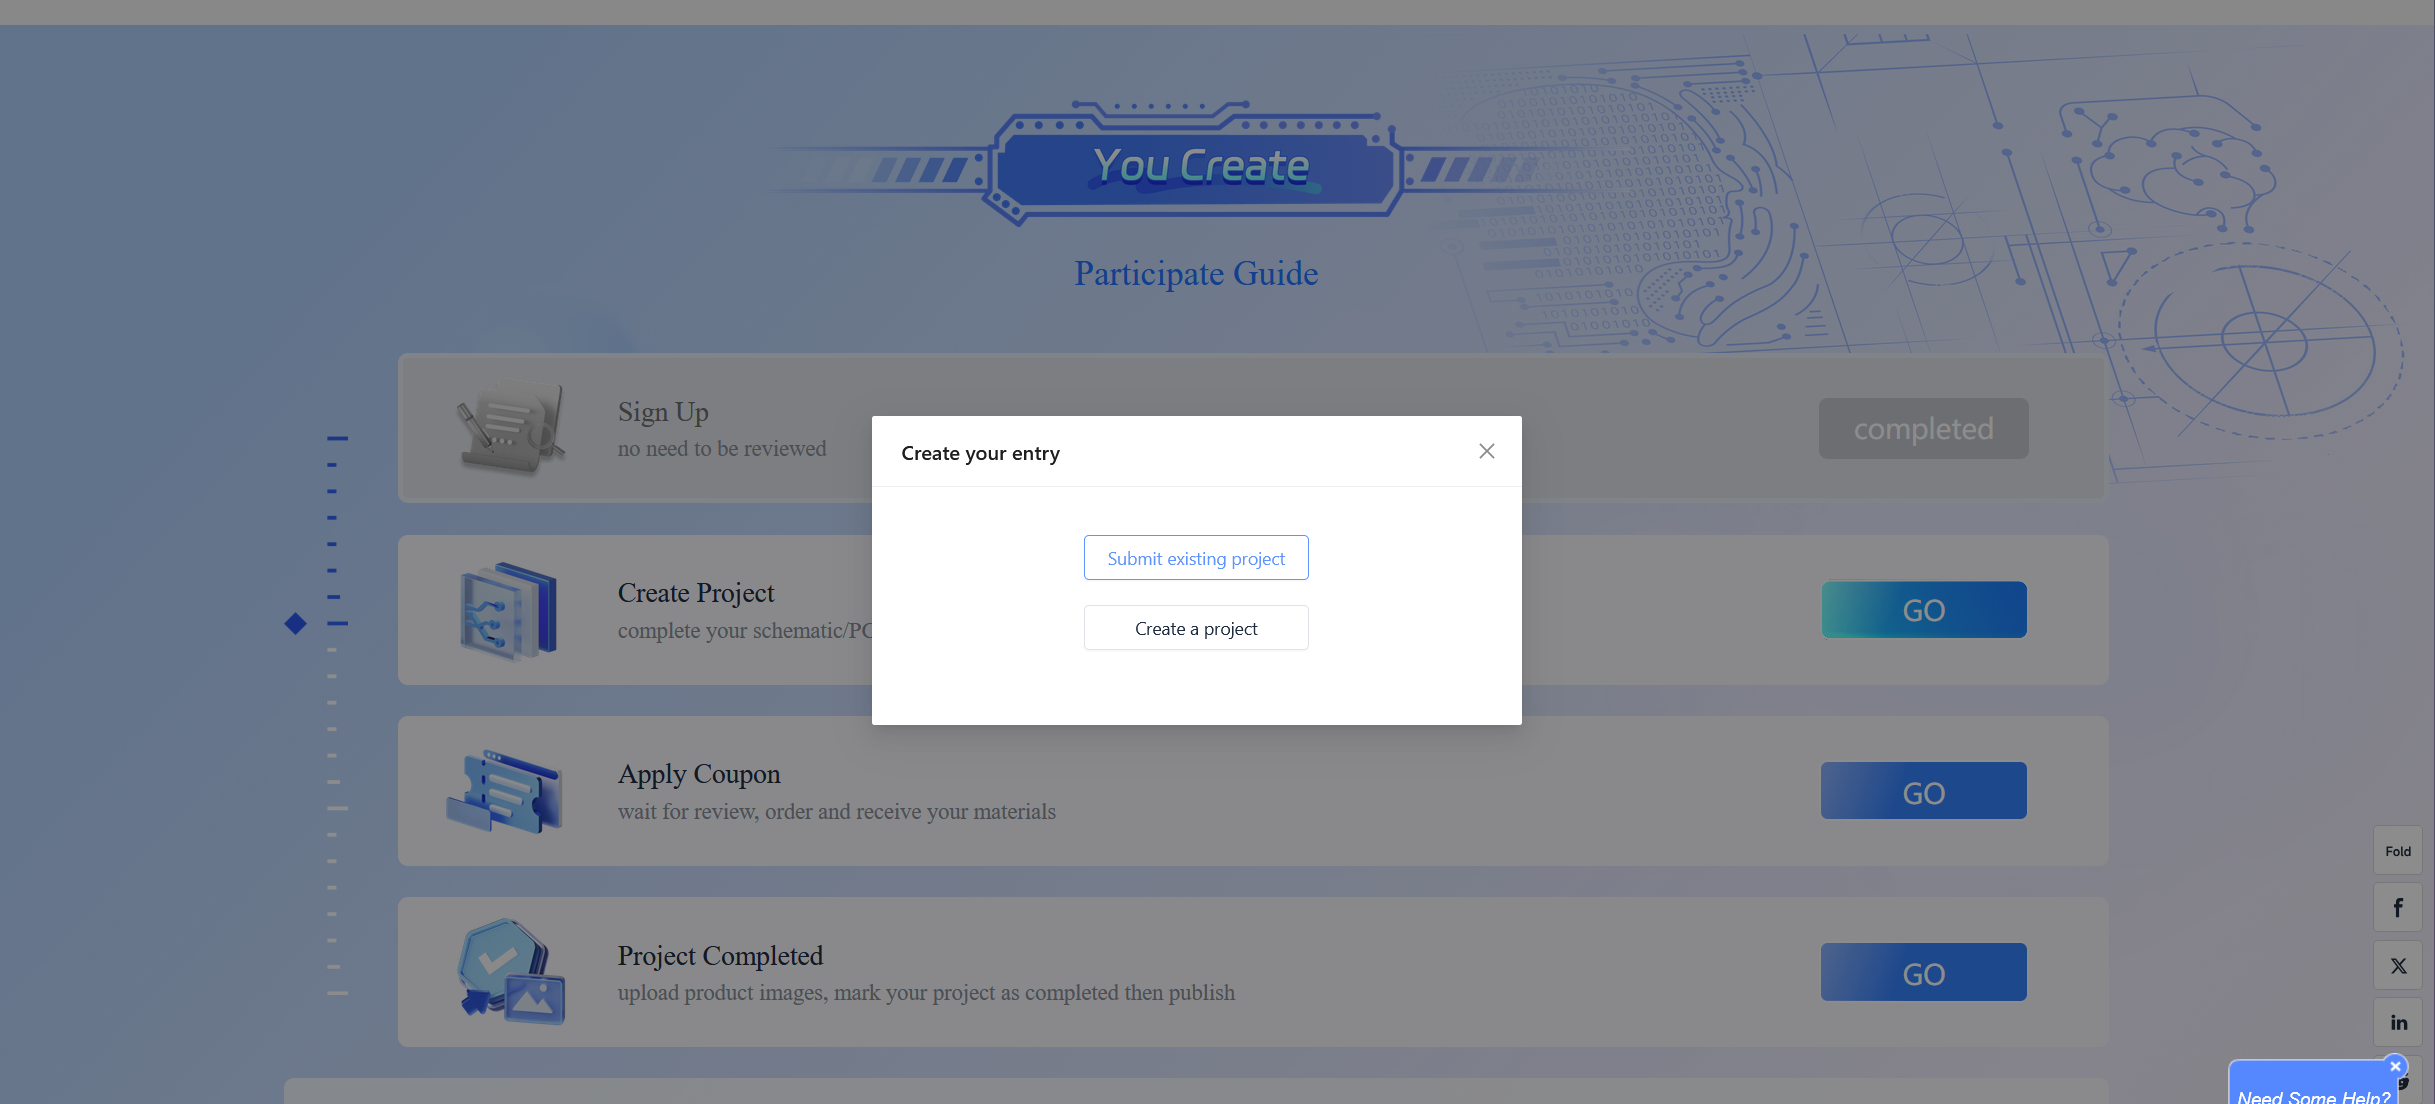 You Create
Participate Guide
Sign Up
no need to be reviewed
completed
Create your entry
Submit existing project
Create a project
Create Project
complete your schematic/PC
GO
Apply Coupon
wait for review, order and receive your materials
GO
Project Completed
upload product images, mark your project as completed then publish
GO
Fold
f
X
in
Need Some Help?